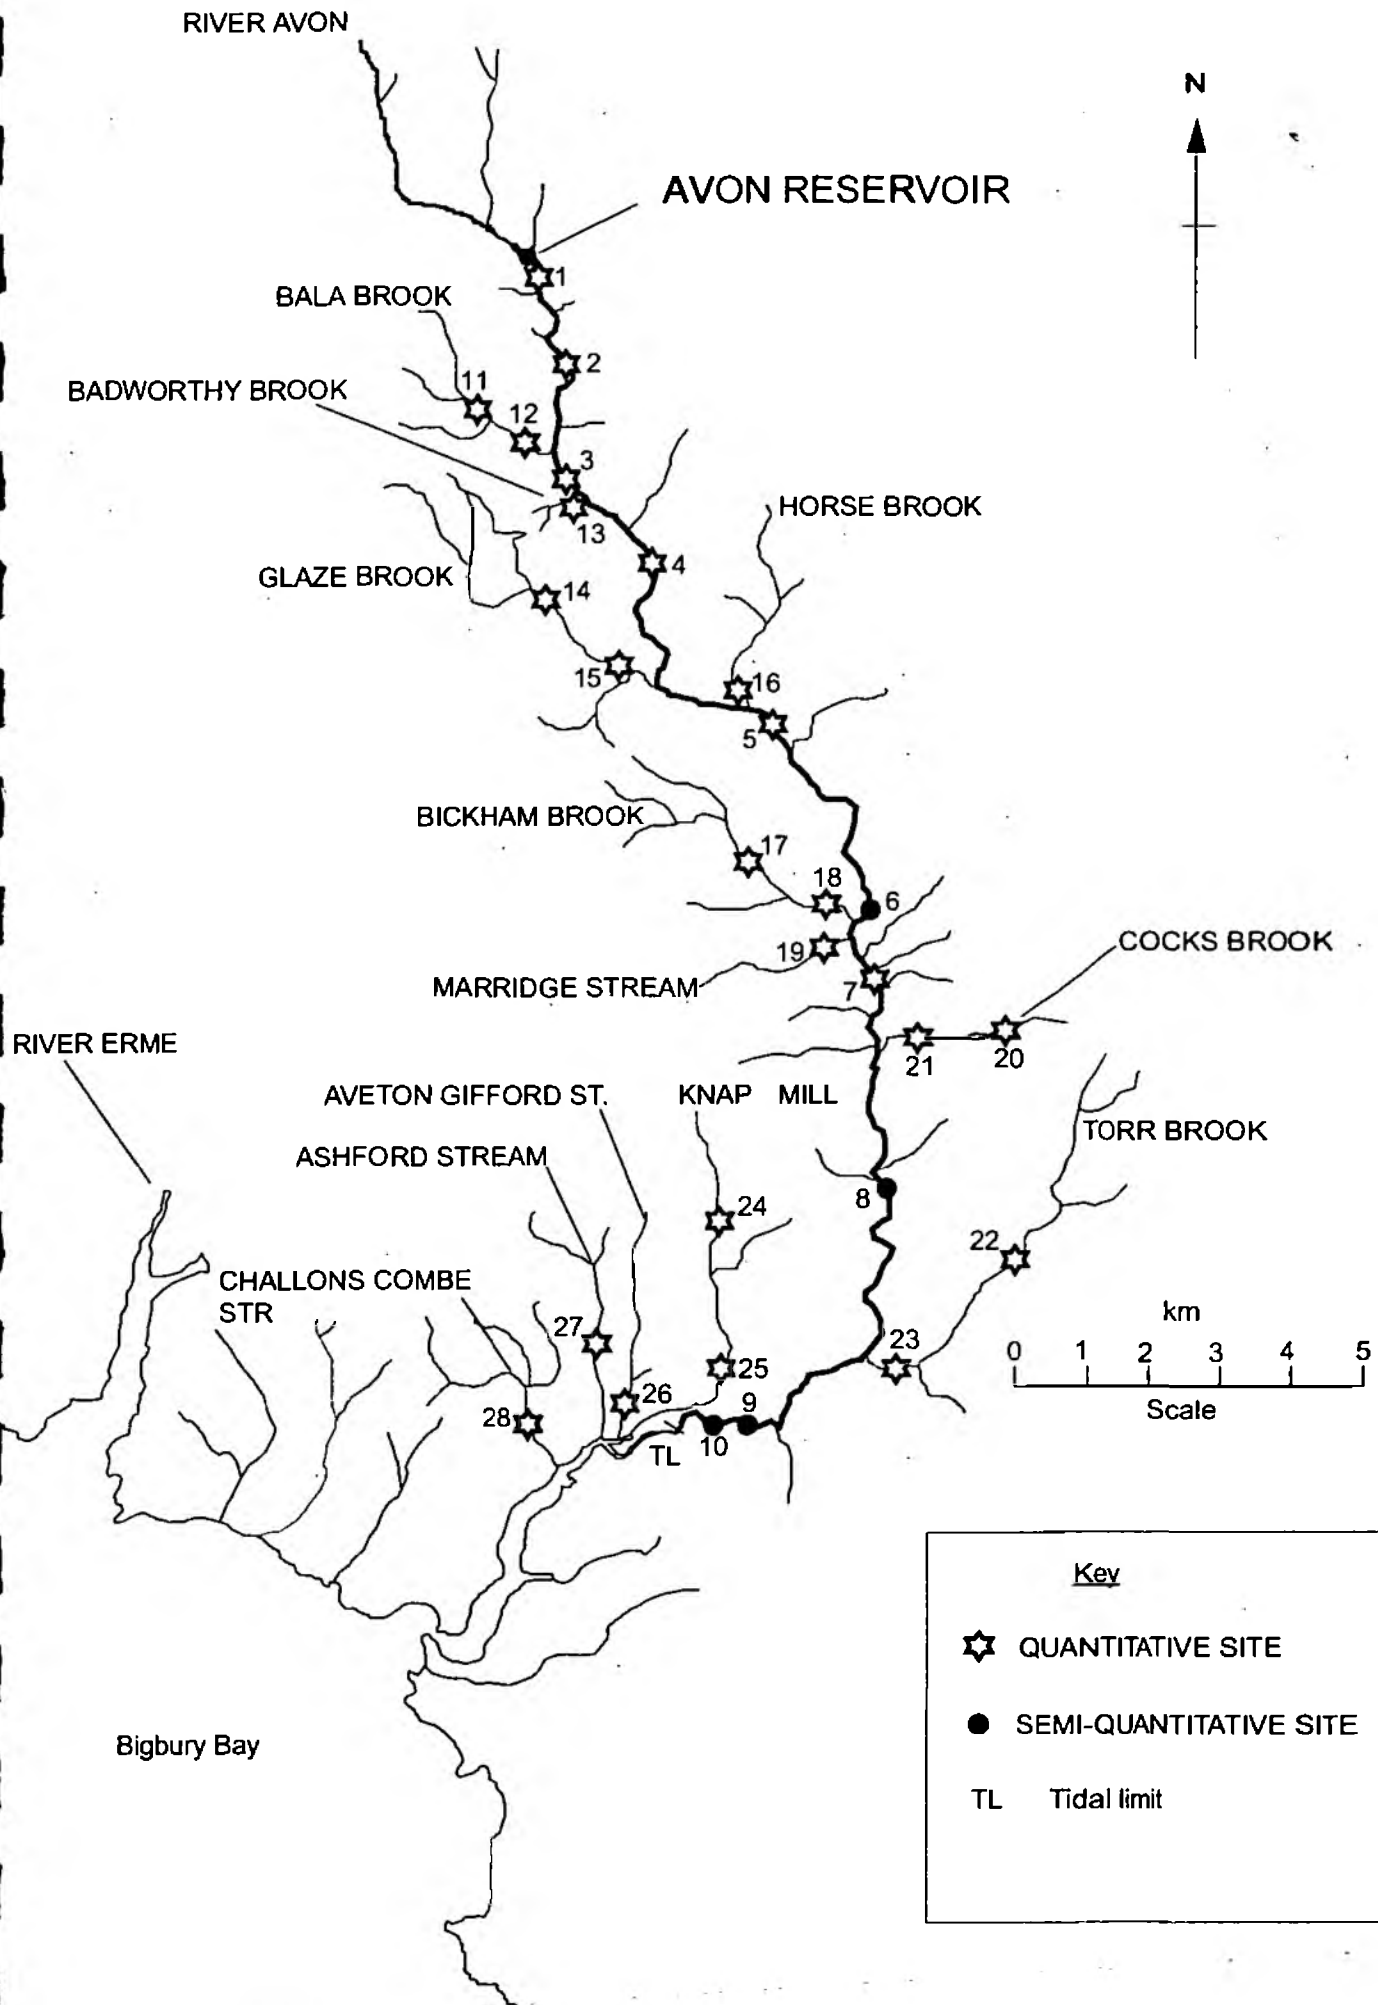 RIVER AVON
N
AVON RESERVOIR
1
BALA BROOK
2
BADWORTHY BROOK
11
12
3
HORSE BROOK
13
4
GLAZE BROOK
14
15
16
5
BICKHAM BROOK
17
18
6
COCKS BROOK
19
MARRIDGE STREAM
7
RIVER ERME
21
20
AVETON GIFFORD ST.
KNAP MILL
TORR BROOK
ASHFORD STREAM
8
24
22
CHALLONS COMBE
STR
km
27
23
0 1 2 3 4 5
25
26
9
Scale
28
10
TL
Key
QUANTITATIVE SITE
SEMI-QUANTITATIVE SITE
Bigbury Bay
TL Tidal limit